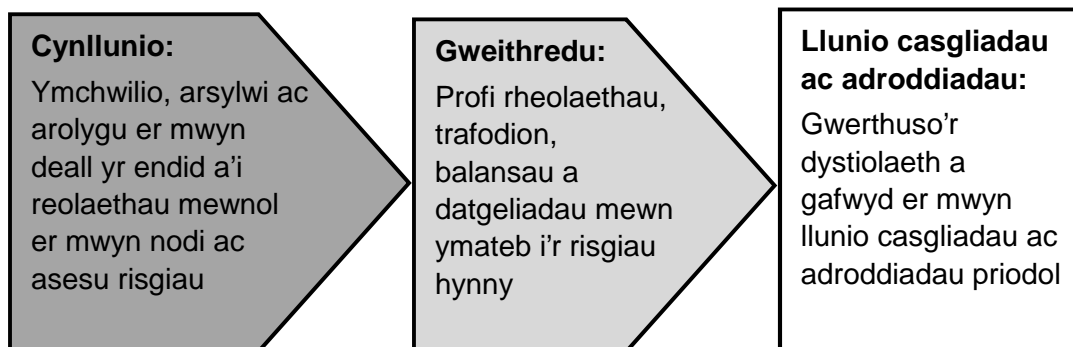 Cynllunio:
Ymchwilio, arsylwi ac
arolygu er mwyn
deall yr endid a'i
reolaethau mewnol
er mwyn nodi ac
asesu risgiau
Gweithredu:
Profi rheolaethau,
trafodion,
balansau a
datgeliadau mewn
ymateb i’r risgiau
hynny
Llunio casgliadau
ac adroddiadau:
Gwerthuso’r
dystiolaeth a
gafwyd er mwyn
llunio casgliadau ac
adroddiadau priodol